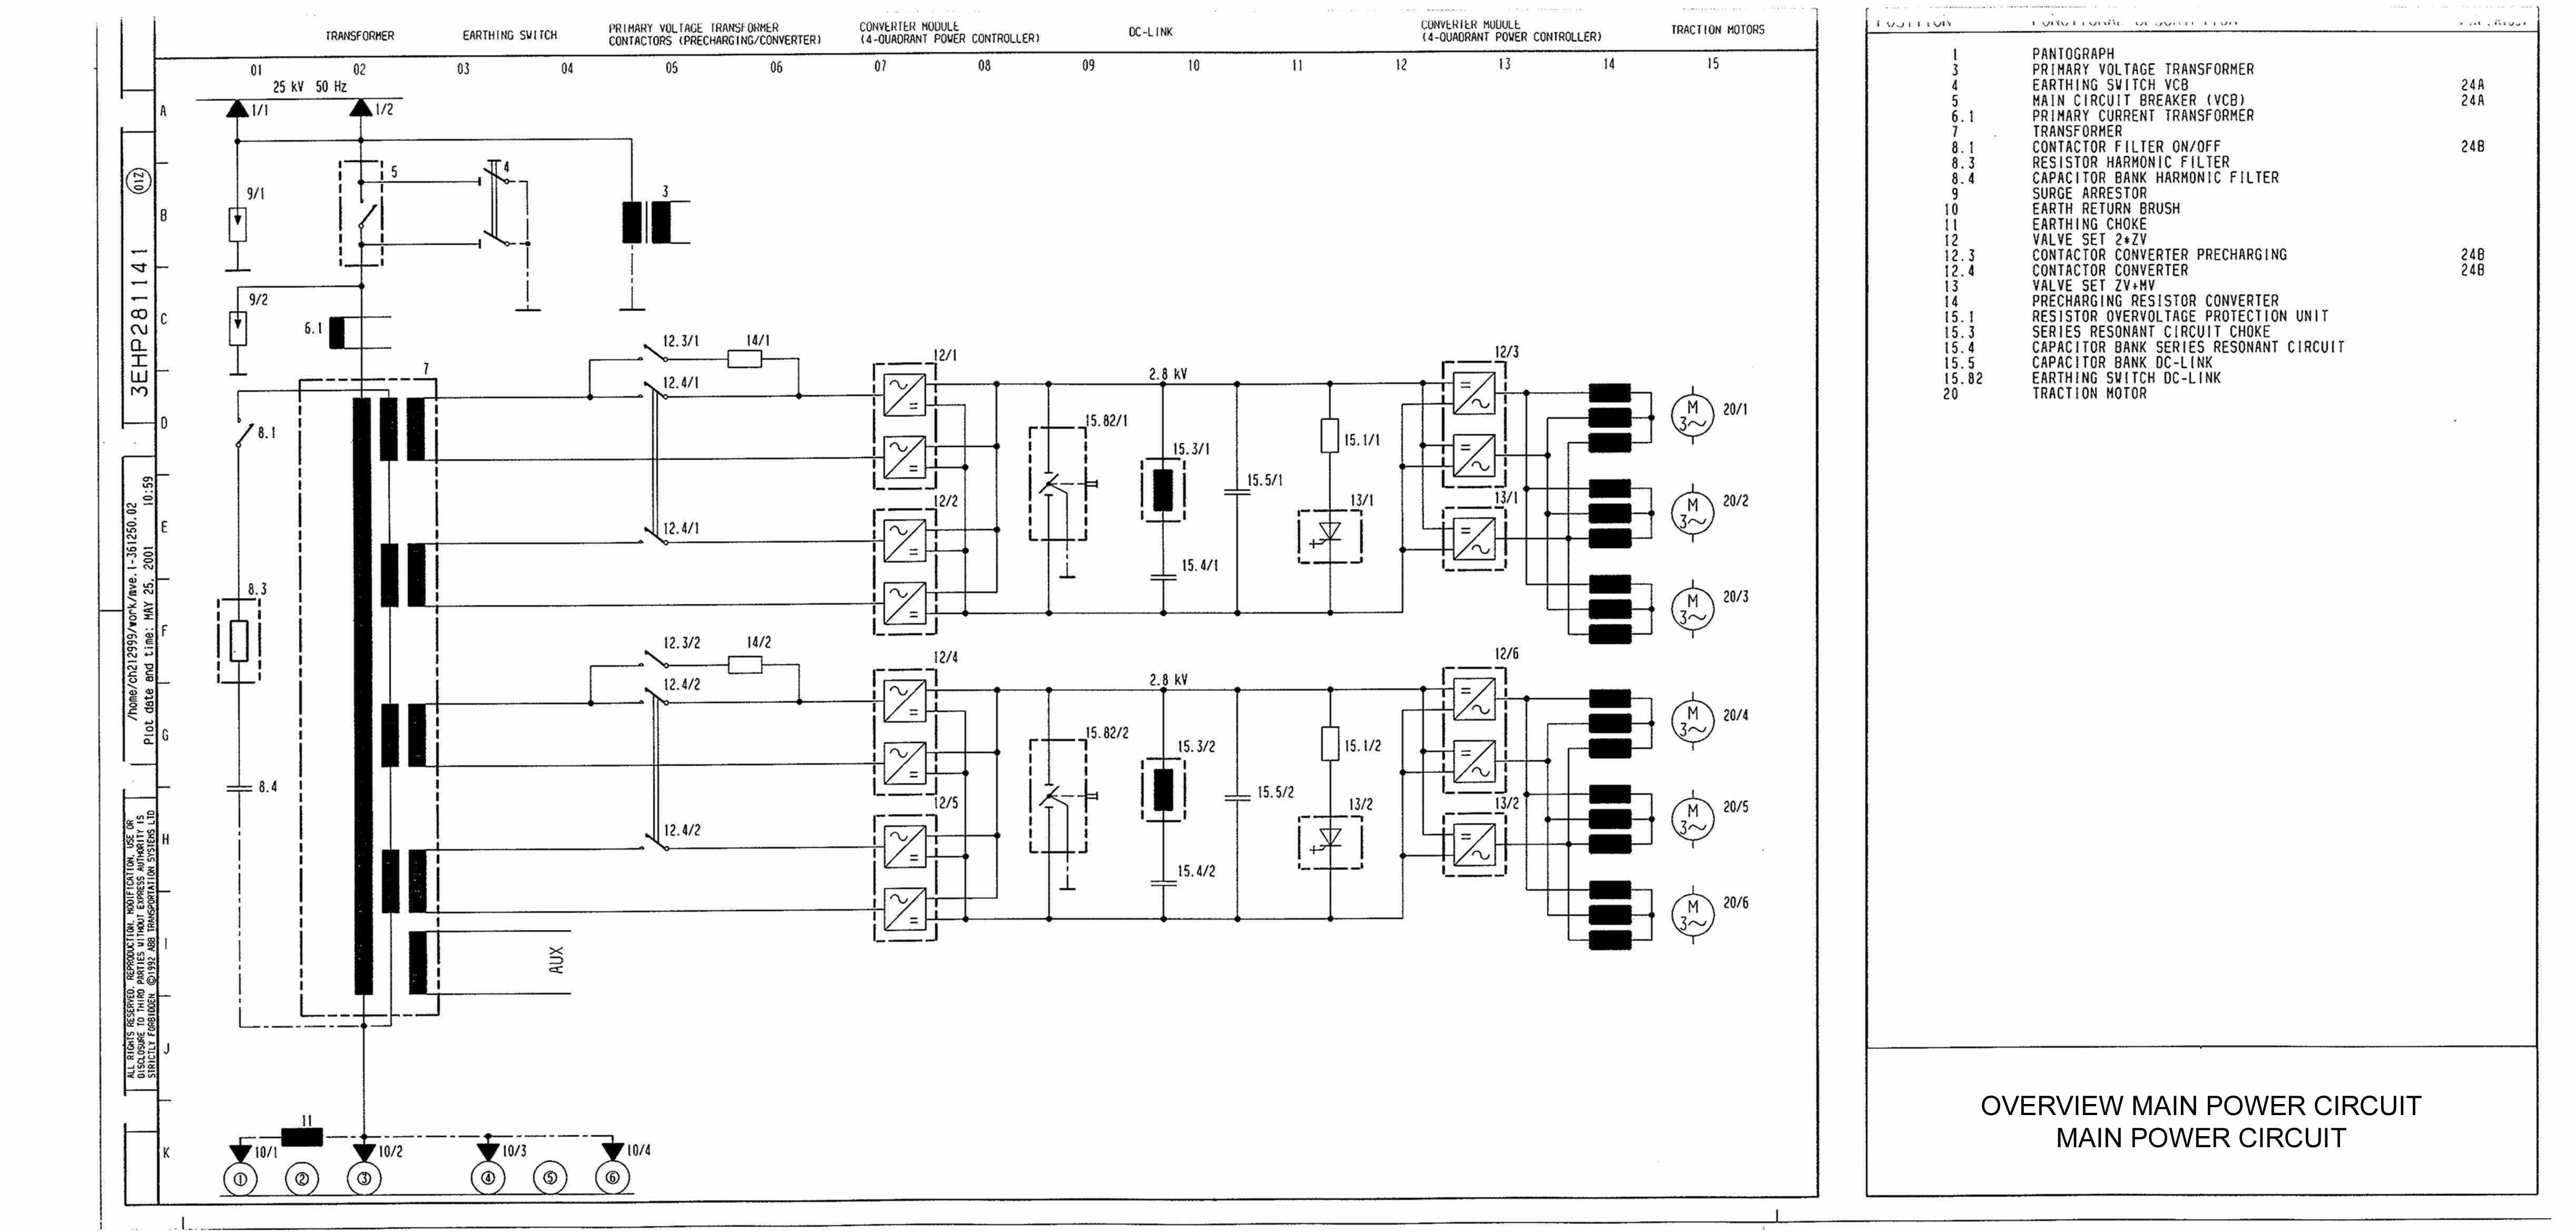 TRANSFORMER
EARTHING SWITCH
PRIMARY VOLTAGE TRANSFORMER
CONTACTORS (PRECHARGING/CONVERTER)
CONVERTER MODULE
(4-QUADRANT POWER CONTROLLER)
DC-LINK
CONVERTER MODULE
(4-QUADRANT POWER CONTROLLER)
TRACTION MOTORS
01 02 03 04 05 06 07 08 09 10 11 12 13 14 15
25 kV 50 Hz
A
1/1
1/2
5
4
3
9/1
B
9/2
C
6.1
7
12.3/1
14/1
12.4/1
12/1
2.8 kV
12/3
D
8.1
15.82/1
15.3/1
15.1/1
M
3~
20/1
12.4/1
12/2
15.5/1
13/1
13/1
M
3~
20/2
E
15.4/1
8.3
M
3~
20/3
F
12.3/2
14/2
12.4/2
12/4
2.8 kV
12/6
G
15.82/2
15.3/2
15.1/2
M
3~
20/4
8.4
12.4/2
12/5
15.5/2
13/2
13/2
M
3~
20/5
H
15.4/2
M
3~
20/6
I
AUX
J
11
K
10/1
10/2
10/3
10/4
1 2 3 4 5 6
01Z
3EHP281141
/home/ch212999/work/mve.l-361250.02
Plot date and time: MAY 25, 2001 10:59
ALL RIGHTS RESERVED. REPRODUCTION, MODIFICATION, USE OR
DISCLOSURE TO THIRD PARTIES WITHOUT EXPRESS AUTHORITY IS
STRICTLY FORBIDDEN ©1992 ABB TRANSPORTATION SYSTEMS LTD
POSITION
1 PANTOGRAPH
3 PRIMARY VOLTAGE TRANSFORMER
4 EARTHING SWITCH VCB 24A
5 MAIN CIRCUIT BREAKER (VCB) 24A
6.1 PRIMARY CURRENT TRANSFORMER
7 TRANSFORMER
8.1 CONTACTOR FILTER ON/OFF 24B
8.3 RESISTOR HARMONIC FILTER
8.4 CAPACITOR BANK HARMONIC FILTER
9 SURGE ARRESTOR
10 EARTH RETURN BRUSH
11 EARTHING CHOKE
12 VALVE SET 2*ZV
12.3 CONTACTOR CONVERTER PRECHARGING 24B
12.4 CONTACTOR CONVERTER 24B
13 VALVE SET ZV+MV
14 PRECHARGING RESISTOR CONVERTER
15.1 RESISTOR OVERVOLTAGE PROTECTION UNIT
15.3 SERIES RESONANT CIRCUIT CHOKE
15.4 CAPACITOR BANK SERIES RESONANT CIRCUIT
15.5 CAPACITOR BANK DC-LINK
15.82 EARTHING SWITCH DC-LINK
20 TRACTION MOTOR
OVERVIEW MAIN POWER CIRCUIT
MAIN POWER CIRCUIT